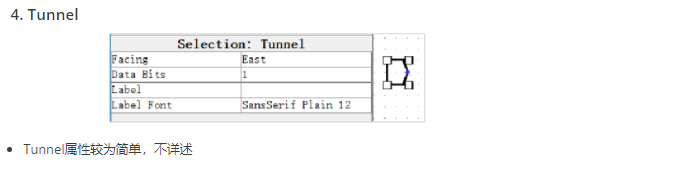 4. Tunnel
Selection: Tunnel
Facing East
Data Bits 1
Label
Label Font SansSerif Plain 12
Tunnel属性较为简单，不详述